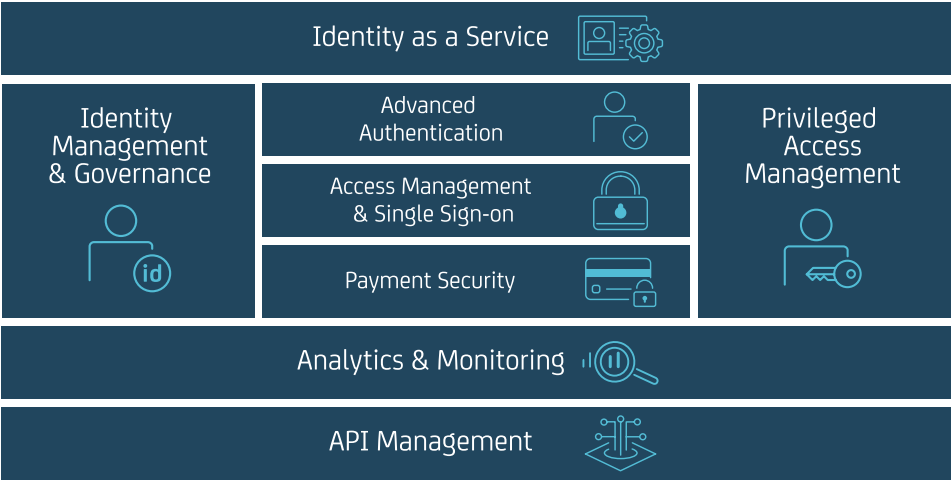 Identity as a Service
Identity
Management
& Governance
id
Advanced
Authentication
Access Management
& Single Sign-on
Payment Security
Privileged
Access
Management
Analytics & Monitoring
API Management